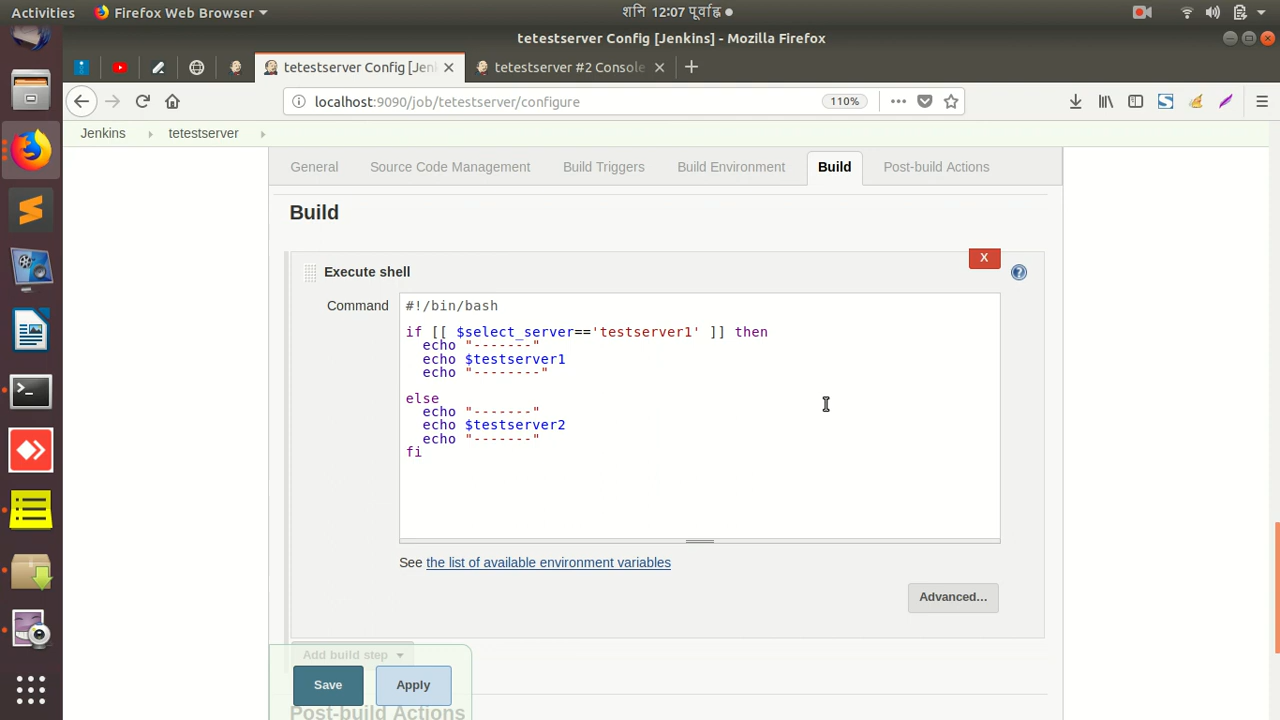 Activities Firefox Web Browser शनि 12:07 पूर्वाह्न
tetestserver Config [Jenkins] - Mozilla Firefox
tetestserver Config [Jen tetestserver #2 Console
localhost:9090/job/tetestserver/configure 110%
Jenkins tetestserver
General Source Code Management Build Triggers Build Environment Build Post-build Actions
Build
X
Execute shell
Command
#!/bin/bash
if [[ $select_server=='testserver1' ]] then
echo "-------"
echo $testserver1
echo "--------"
else
echo "-------"
echo $testserver2
echo "-------"
fi
See the list of available environment variables
Advanced...
Add build step
Save Apply
Post-build Actions